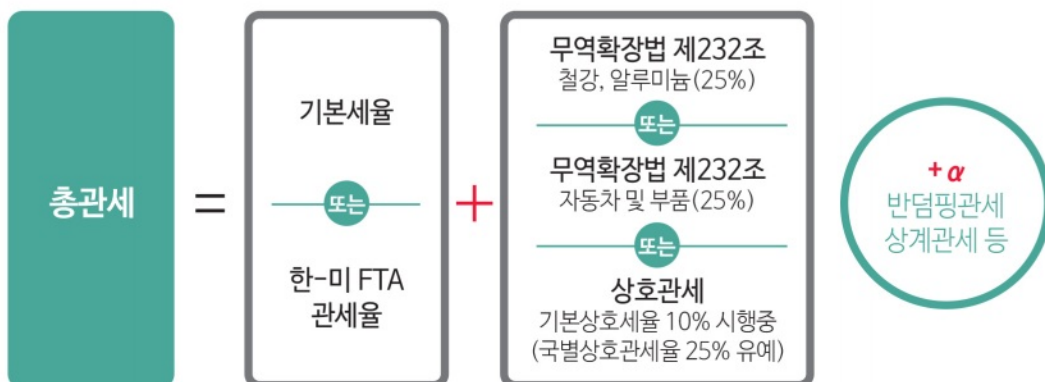 총관세
=
기본세율
또는
한-미 FTA
관세율
+
무역확장법 제232조
철강, 알루미늄(25%)
또는
무역확장법 제232조
자동차 및 부품(25%)
또는
상호관세
기본상호세율 10% 시행중
(국별상호관세율 25% 유예)
+ α
반덤핑관세
상계관세 등